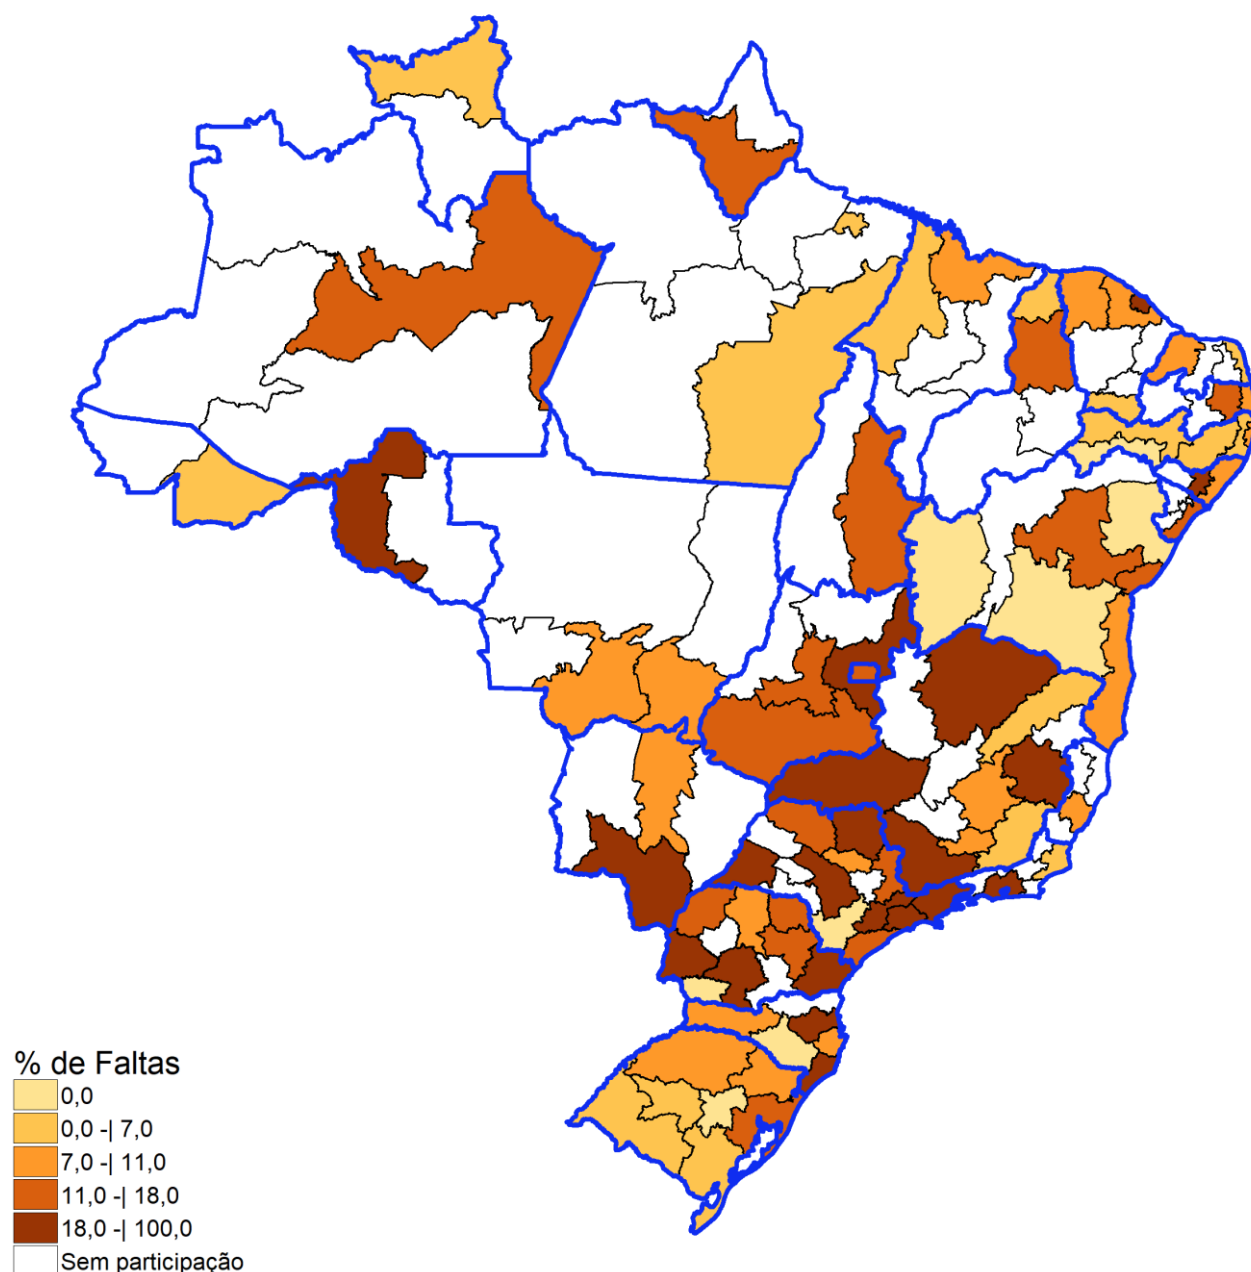 % de Faltas
0,0
0,0 -| 7,0
7,0 -| 11,0
11,0 -| 18,0
18,0 -| 100,0
Sem participação